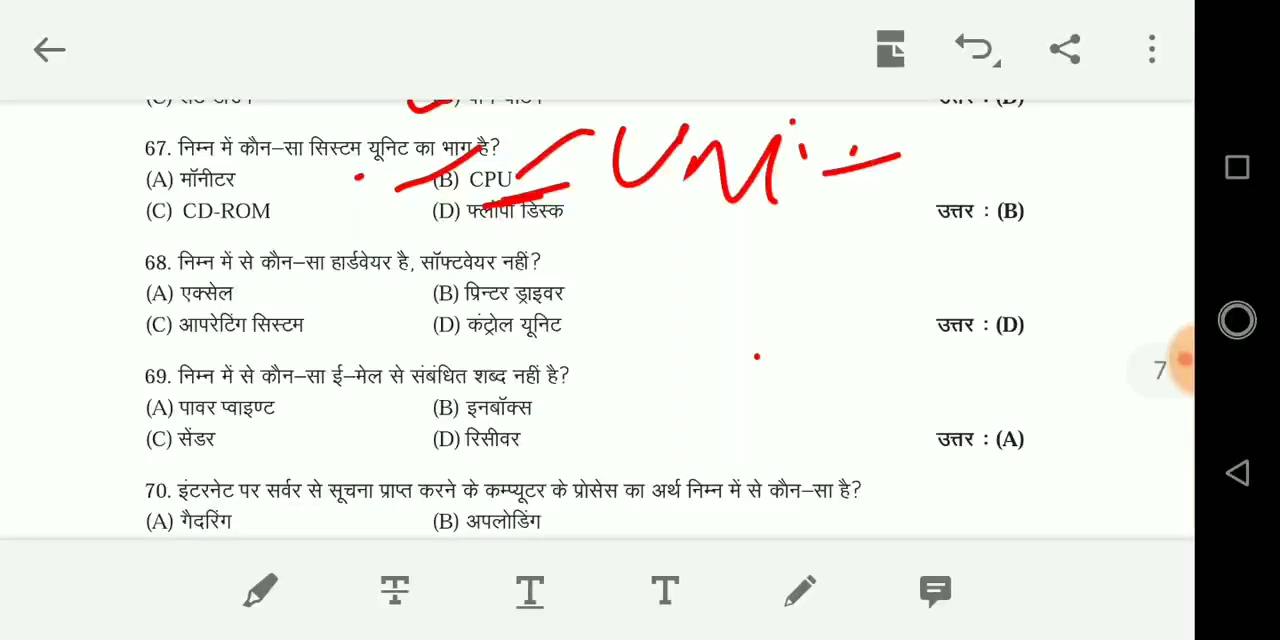 उत्तर : (D)
67. निम्न में कौन-सा सिस्टम यूनिट का भाग है?
(A) मॉनीटर (B) CPU
(C) CD-ROM (D) फ्लॉपी डिस्क उत्तर : (B)
68. निम्न में से कौन-सा हार्डवेयर है, सॉफ्टवेयर नहीं?
(A) एक्सेल (B) प्रिन्टर ड्राइवर
(C) आपरेटिंग सिस्टम (D) कंट्रोल यूनिट उत्तर : (D)
7
69. निम्न में से कौन-सा ई-मेल से संबंधित शब्द नहीं है?
(A) पावर प्वाइण्ट (B) इनबॉक्स
(C) सेंडर (D) रिसीवर उत्तर : (A)
70. इंटरनेट पर सर्वर से सूचना प्राप्त करने के कम्प्यूटर के प्रोसेस का अर्थ निम्न में से कौन-सा है?
(A) गैदरिंग (B) अपलोडिंग